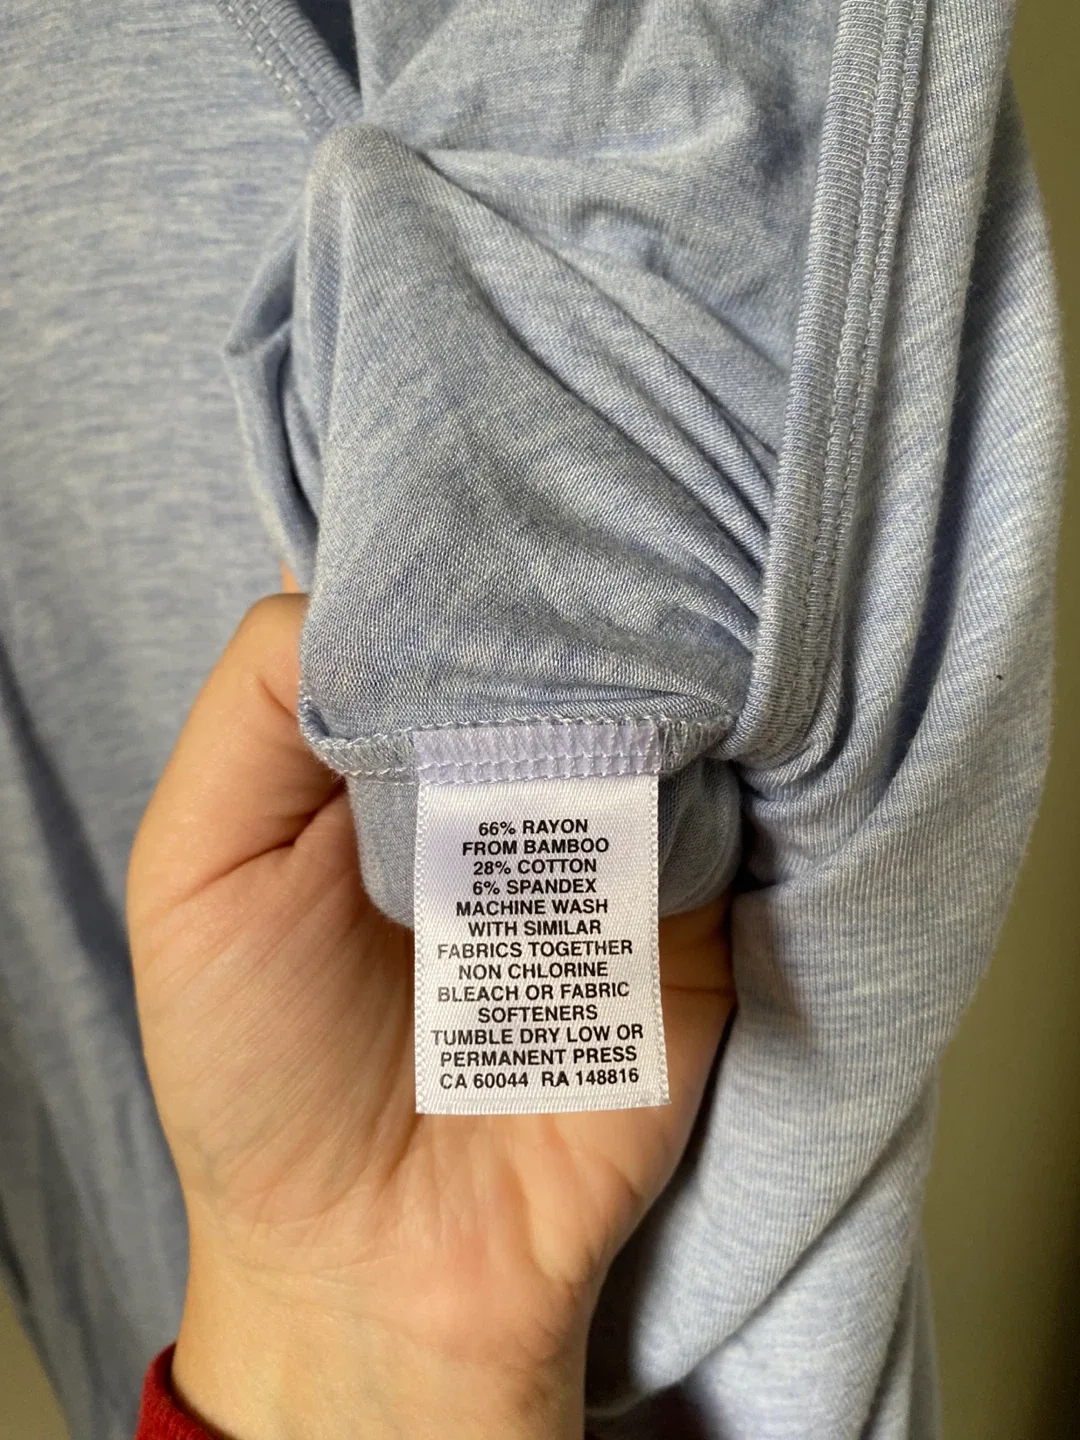 66% RAYON
FROM BAMBOO
28% COTTON
6% SPANDEX
MACHINE WASH
WITH SIMILAR
FABRICS TOGETHER
NON CHLORINE
BLEACH OR FABRIC
SOFTENERS
TUMBLE DRY LOW OR
PERMANENT PRESS
CA 60044 RA 148816